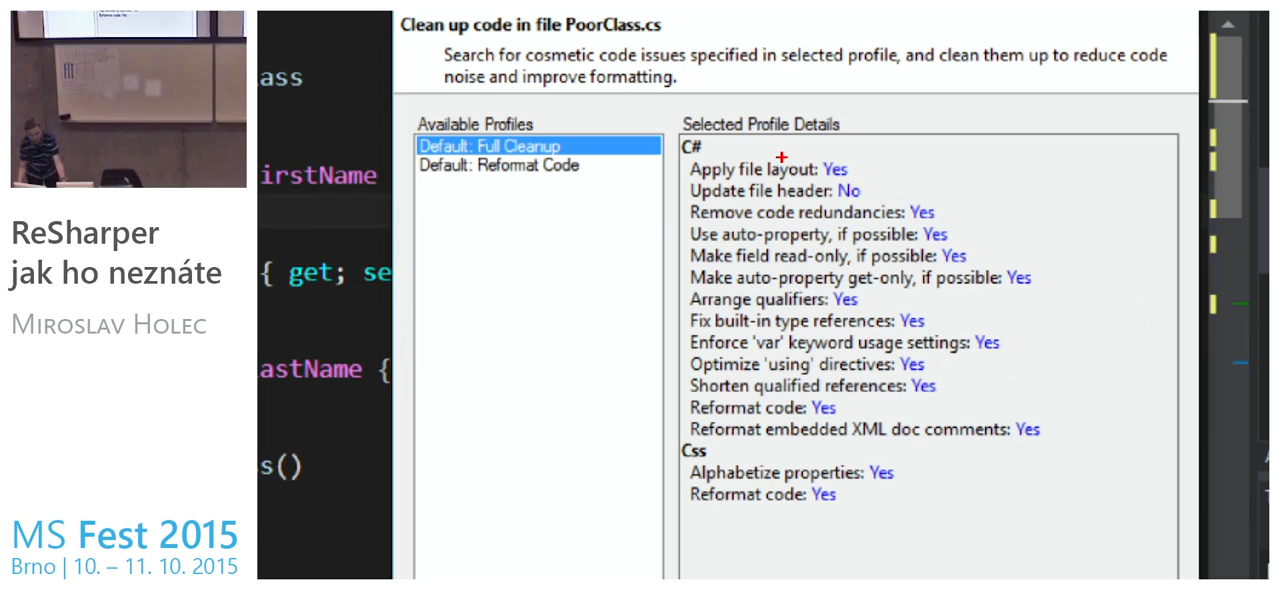 ReSharper
jak ho neznáte
Miroslav Holec
MS Fest 2015
Brno | 10. – 11. 10. 2015
ass
irstName
{ get; se
astName {
s()
Clean up code in file PoorClass.cs
Search for cosmetic code issues specified in selected profile, and clean them up to reduce code
noise and improve formatting.
Available Profiles
Default: Full Cleanup
Default: Reformat Code
Selected Profile Details
C#
Apply file layout: Yes
Update file header: No
Remove code redundancies: Yes
Use auto-property, if possible: Yes
Make field read-only, if possible: Yes
Make auto-property get-only, if possible: Yes
Arrange qualifiers: Yes
Fix built-in type references: Yes
Enforce 'var' keyword usage settings: Yes
Optimize 'using' directives: Yes
Shorten qualified references: Yes
Reformat code: Yes
Reformat embedded XML doc comments: Yes
Css
Alphabetize properties: Yes
Reformat code: Yes